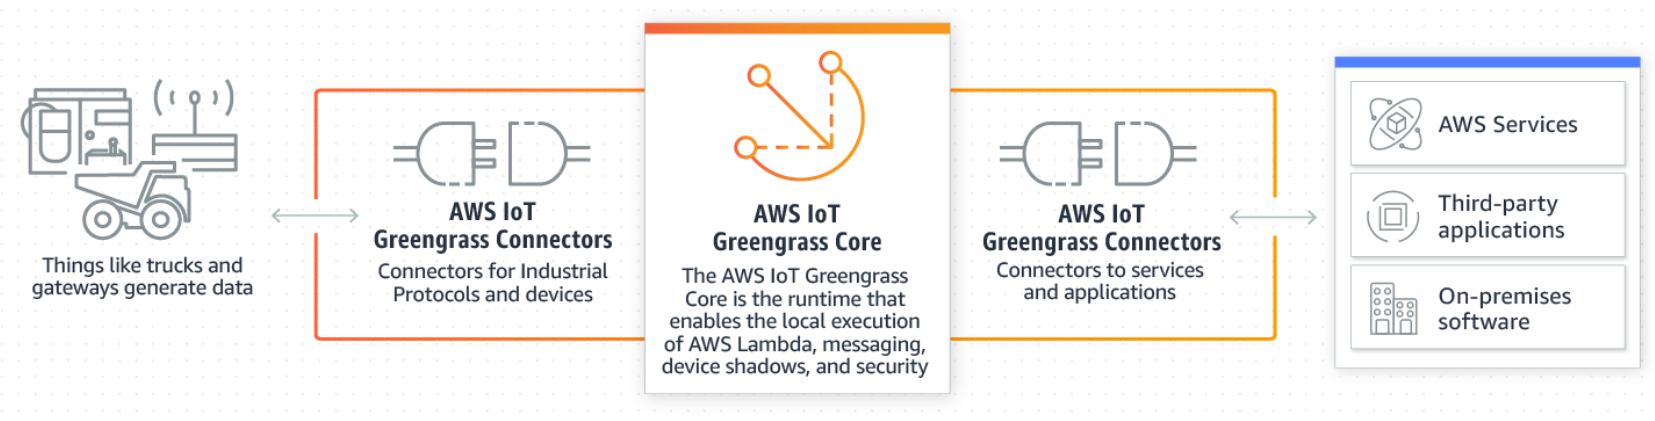 Things like trucks and
gateways generate data
AWS IoT
Greengrass Connectors
Connectors for Industrial
Protocols and devices
AWS IoT
Greengrass Core
The AWS IoT Greengrass
Core is the runtime that
enables the local execution
of AWS Lambda, messaging,
device shadows, and security
AWS IoT
Greengrass Connectors
Connectors to services
and applications
AWS Services
Third-party
applications
On-premises
software